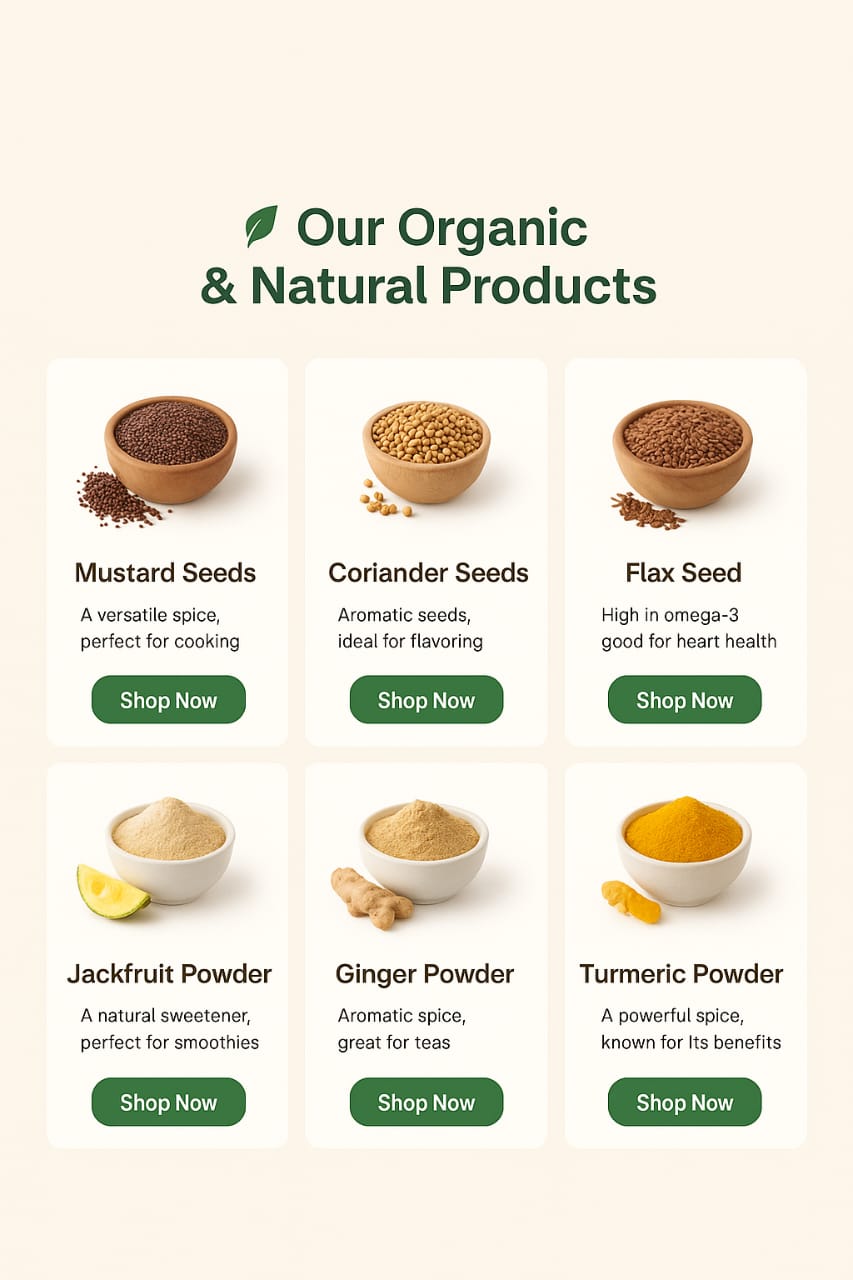 Our Organic
& Natural Products
Mustard Seeds
A versatile spice,
perfect for cooking
Shop Now
Coriander Seeds
Aromatic seeds,
ideal for flavoring
Shop Now
Flax Seed
High in omega-3
good for heart health
Shop Now
Jackfruit Powder
A natural sweetener,
perfect for smoothies
Shop Now
Ginger Powder
Aromatic spice,
great for teas
Shop Now
Turmeric Powder
A powerful spice,
known for Its benefits
Shop Now